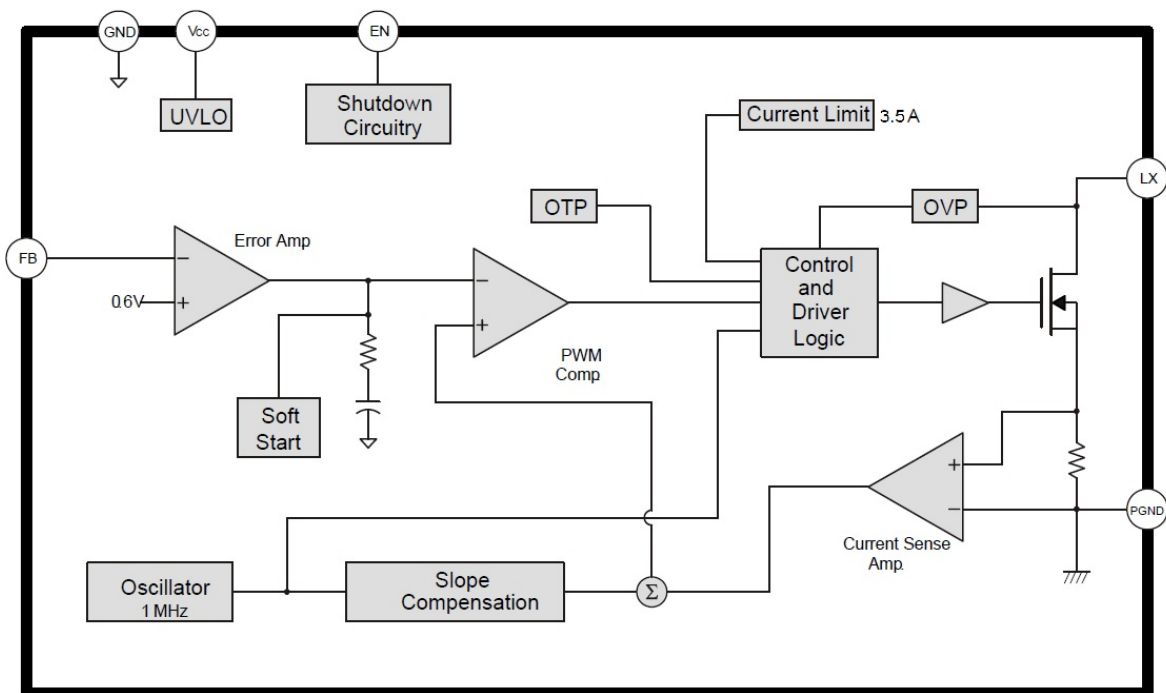 GND
Vcc
EN
UVLO
Shutdown
Circuitry
Current Limit 3.5A
LX
OTP
OVP
FB
Error Amp
−
0.6V
+
−
+
PWM
Comp.
Control
and
Driver
Logic
Soft
Start
+
−
PGND
Current Sense
Amp.
Oscillator
1 MHz
Slope
Compensation
Σ